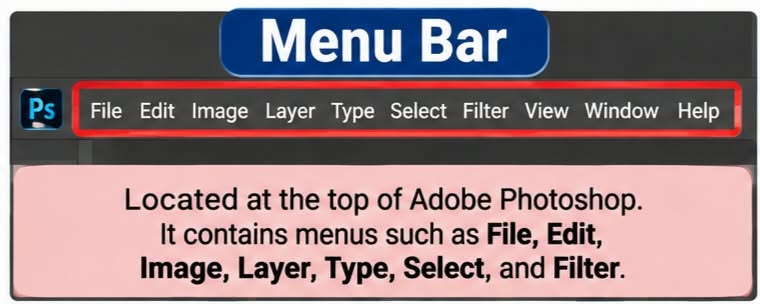 Menu Bar
Ps File Edit Image Layer Type Select Filter View Window Help
Located at the top of Adobe Photoshop.
It contains menus such as File, Edit,
Image, Layer, Type, Select, and Filter.